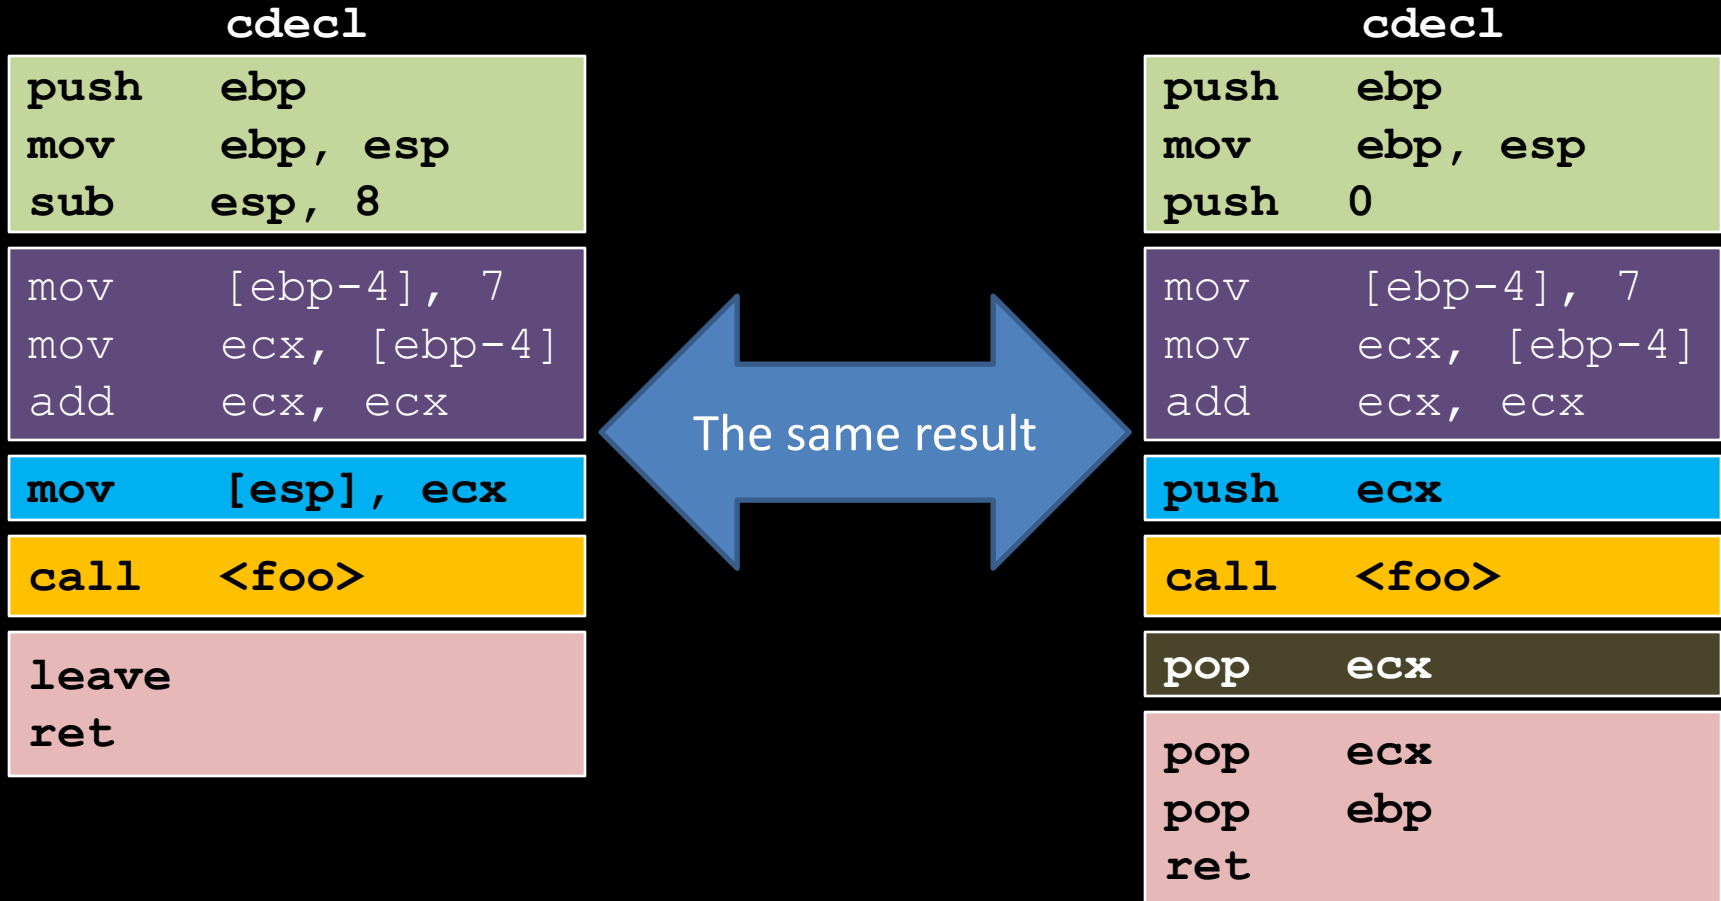 cdecl
push ebp
mov ebp, esp
sub esp, 8
mov [ebp-4], 7
mov ecx, [ebp-4]
add ecx, ecx
mov [esp], ecx
call <foo>
leave
ret
The same result
cdecl
push ebp
mov ebp, esp
push 0
mov [ebp-4], 7
mov ecx, [ebp-4]
add ecx, ecx
push ecx
call <foo>
pop ecx
pop ecx
pop ebp
ret